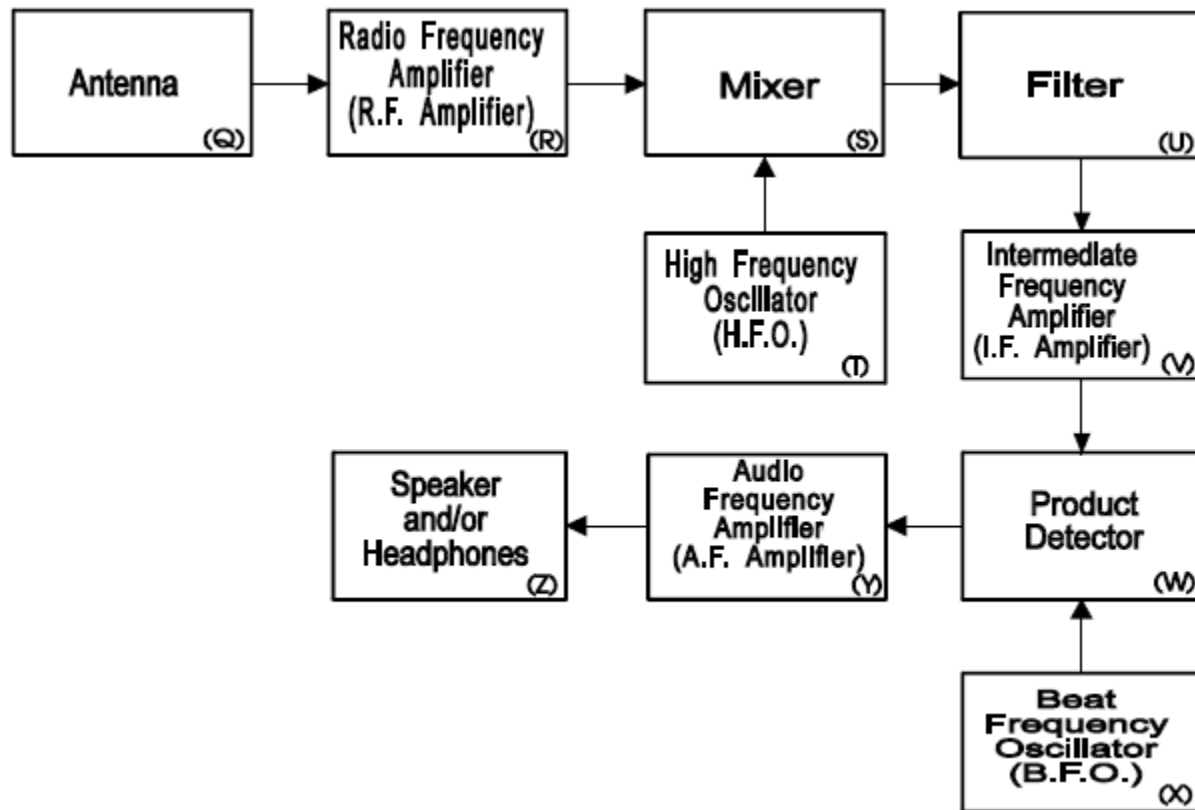 Antenna
(Q)
Radio Frequency
Amplifier
(R.F. Amplifier)
(R)
Mixer
(S)
Filter
(U)
High Frequency
Oscillator
(H.F.O.)
(T)
Intermediate
Frequency
Amplifier
(I.F. Amplifier)
(V)
Speaker
and/or
Headphones
(Z)
Audio
Frequency
Amplifier
(A.F. Amplifier)
(Y)
Product
Detector
(W)
Beat
Frequency
Oscillator
(B.F.O.)
(X)